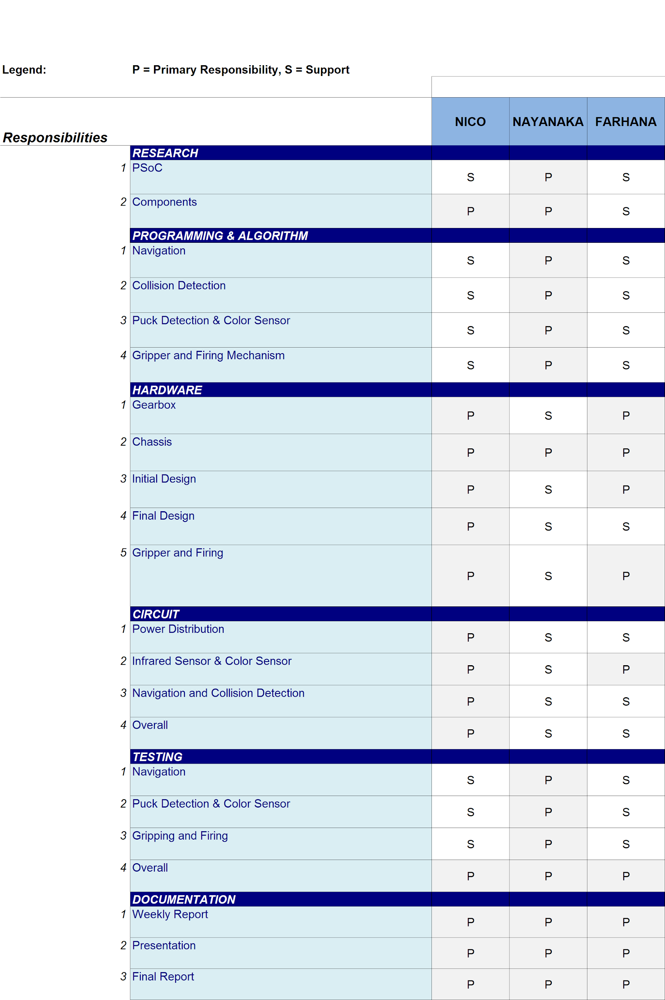 Legend: P = Primary Responsibility, S = Support
NICO NAYANAKA FARHANA
Responsibilities
RESEARCH
1 PSoC S P S
2 Components P P S
PROGRAMMING & ALGORITHM
1 Navigation S P S
2 Collision Detection S P S
3 Puck Detection & Color Sensor S P S
4 Gripper and Firing Mechanism S P S
HARDWARE
1 Gearbox P S P
2 Chassis P P P
3 Initial Design P S P
4 Final Design P S S
5 Gripper and Firing P S P
CIRCUIT
1 Power Distribution P S S
2 Infrared Sensor & Color Sensor P S P
3 Navigation and Collision Detection P S S
4 Overall P S S
TESTING
1 Navigation S P S
2 Puck Detection & Color Sensor S P S
3 Gripping and Firing S P S
4 Overall P P P
DOCUMENTATION
1 Weekly Report P P P
2 Presentation P P P
3 Final Report P P P